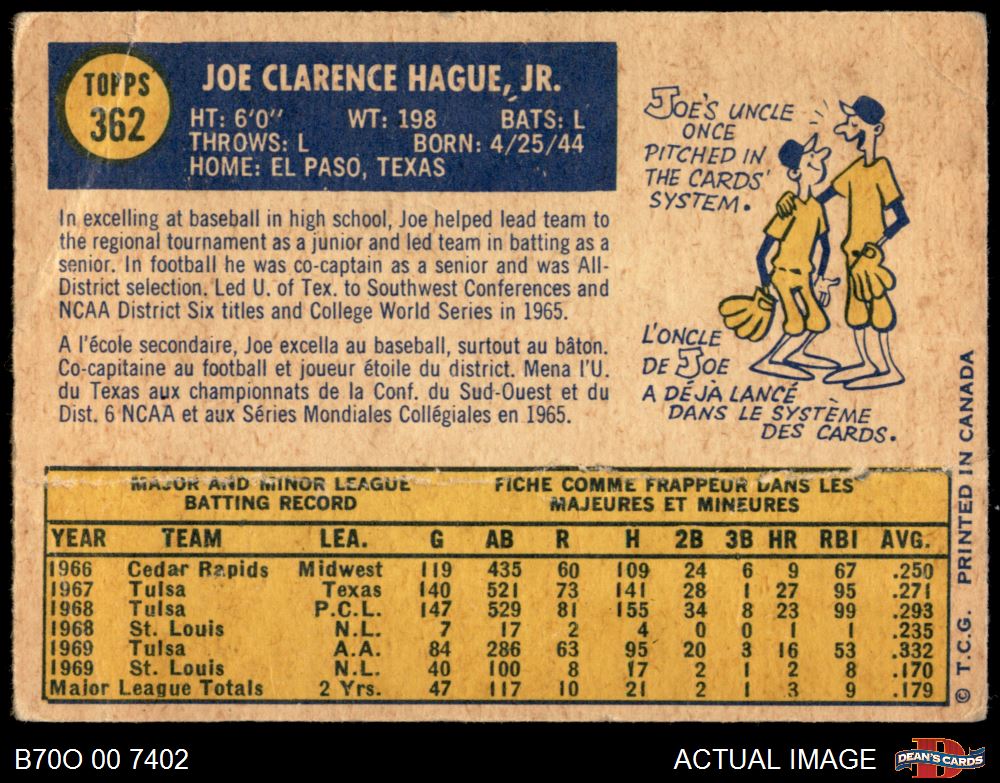 TOPPS
362
JOE CLARENCE HAGUE, JR.
HT: 6'0" WT: 198 BATS: L
THROWS: L BORN: 4/25/44
HOME: EL PASO, TEXAS
In excelling at baseball in high school, Joe helped lead team to
the regional tournament as a junior and led team in batting as a
senior. In football he was co-captain as a senior and was All-
District selection. Led U. of Tex. to Southwest Conferences and
NCAA District Six titles and College World Series in 1965.
A l'école secondaire, Joe excella au baseball, surtout au bâton.
Co-capitaine au football et joueur étoile du district. Mena l'U.
du Texas aux championnats de la Conf. du Sud-Ouest et du
Dist. 6 NCAA et aux Séries Mondiales Collégiales en 1965.
JOE'S UNCLE
ONCE
PITCHED IN
THE CARDS'
SYSTEM.
L'ONCLE
DE JOE
A DÉJÀ LANCÉ
DANS LE SYSTÈME
DES CARDS.
MAJOR AND MINOR LEAGUE
BATTING RECORD
FICHE COMME FRAPPEUR DANS LES
MAJEURES ET MINEURES
YEAR TEAM LEA. G AB R H 2B 3B HR RBI AVG.
1966 Cedar Rapids Midwest 119 435 60 109 24 6 9 67 .250
1967 Tulsa Texas 140 521 73 141 28 1 27 95 .271
1968 Tulsa P.C.L. 147 529 81 155 34 8 23 99 .293
1968 St. Louis N.L. 7 17 2 4 0 0 1 1 .235
1969 Tulsa A.A. 84 286 63 95 20 3 16 53 .332
1969 St. Louis N.L. 40 100 8 17 2 1 2 8 .170
Major League Totals 2 Yrs. 47 117 10 21 2 1 3 9 .179
© T.C.G. PRINTED IN CANADA
B70O 00 7402
ACTUAL IMAGE
D
DEAN'S CARDS